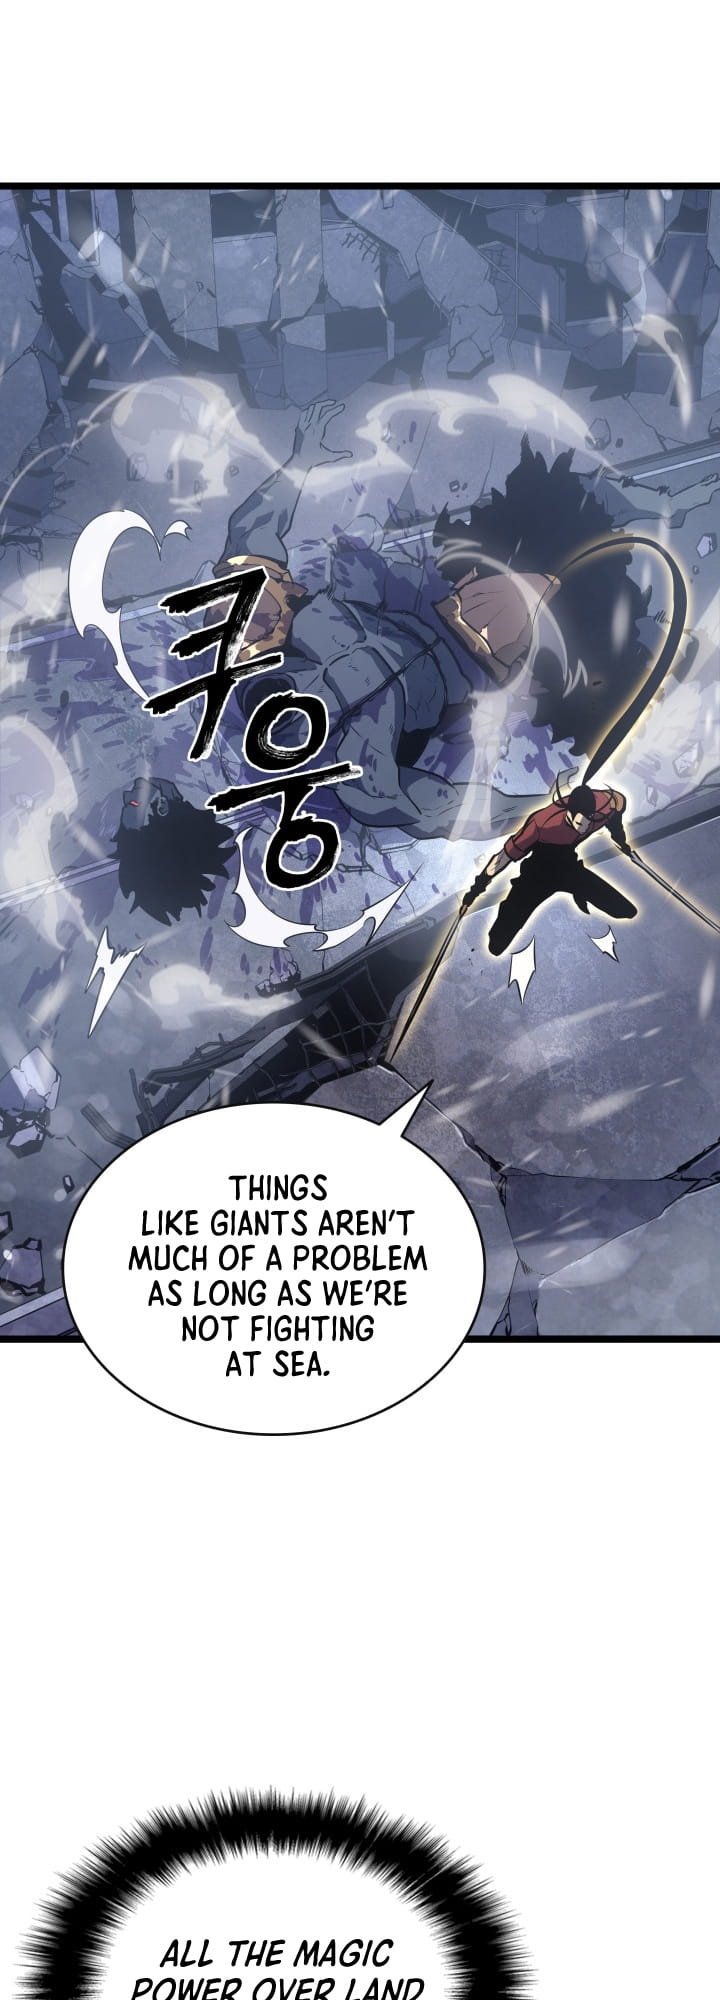 쿠웅
THINGS
LIKE GIANTS AREN'T
MUCH OF A PROBLEM
AS LONG AS WE'RE
NOT FIGHTING
AT SEA.
ALL THE MAGIC
POWER OVER LAND